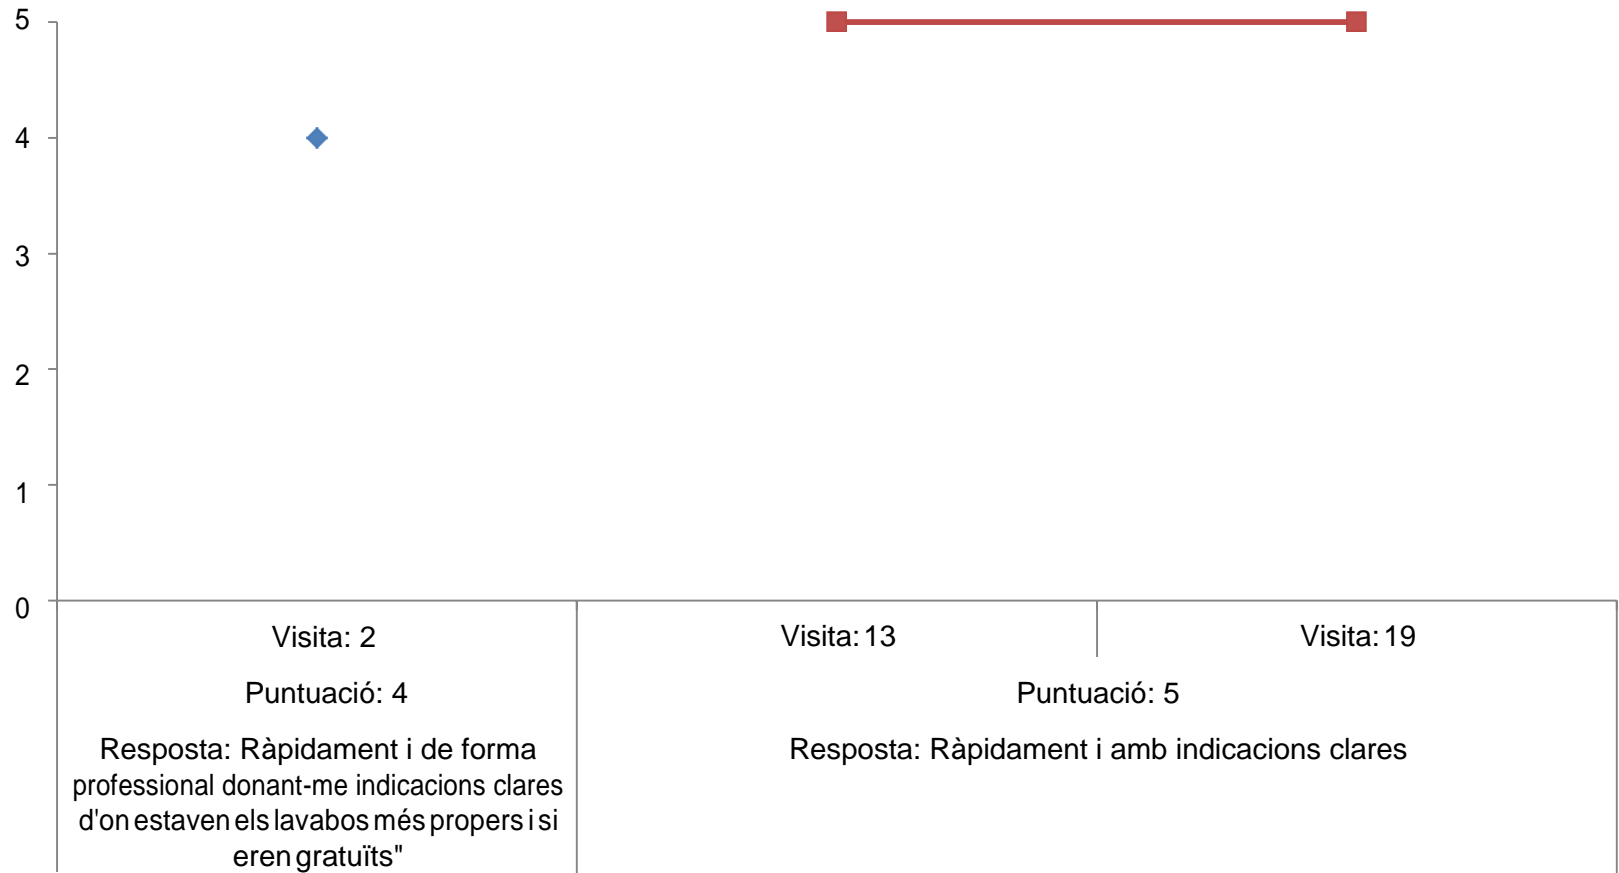 5
4
3
2
1
0
Visita: 2
Visita: 13
Visita: 19
Puntuació: 4
Puntuació: 5
Resposta: Ràpidament i de forma
professional donant-me indicacions clares
d'on estaven els lavabos més propers i si
eren gratuïts"
Resposta: Ràpidament i amb indicacions clares